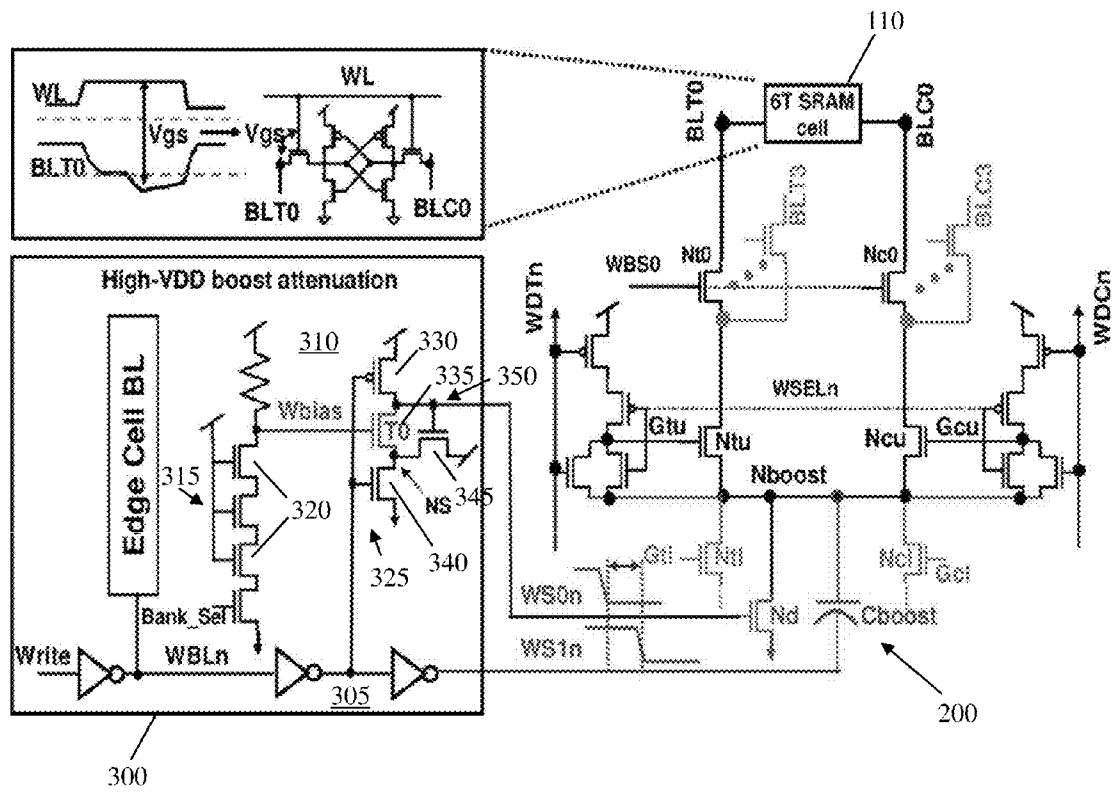 110
WL
WL
Vgs
Vgs
BLT0
BLT0
BLC0
BLT0
6T SRAM
cell
BLC0
BLT3
BLC3
High-VDD boost attenuation
Edge Cell BL
310
330
335
350
Wbias
T0
315
320
NS
345
325
340
Bank_Sel
Write
WBLn
305
300
WBS0
Nt0
Nc0
WDTn
WDCn
WSELn
Gtu
Ntu
Ncu
Gcu
Nboost
Gtl
Ntl
Ncl
Gcl
WS0n
Nd
Cboost
WS1n
200